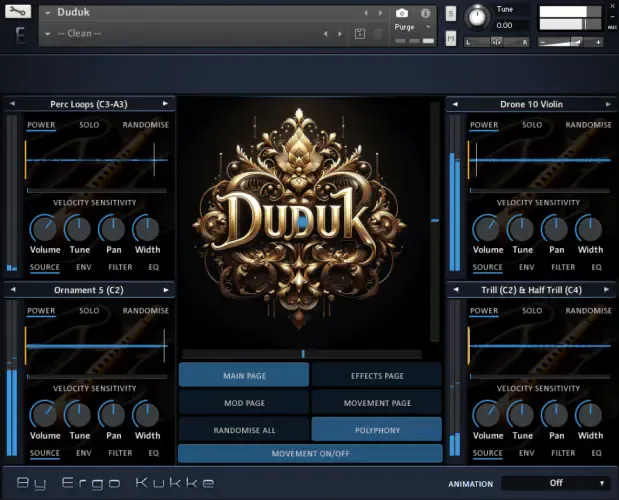 Duduk
-- Clean --
Purge
S
M
Tune
0.00
L R
- +
AUX
Perc Loops (C3-A3)
POWER SOLO RANDOMISE
VELOCITY SENSITIVITY
Volume Tune Pan Width
SOURCE ENV FILTER EQ
Ornament 5 (C2)
POWER SOLO RANDOMISE
VELOCITY SENSITIVITY
Volume Tune Pan Width
SOURCE ENV FILTER EQ
DUDUK
MAIN PAGE EFFECTS PAGE
MOD PAGE MOVEMENT PAGE
RANDOMISE ALL POLYPHONY
MOVEMENT ON/OFF
Drone 10 Violin
POWER SOLO RANDOMISE
VELOCITY SENSITIVITY
Volume Tune Pan Width
SOURCE ENV FILTER EQ
Trill (C2) & Half Trill (C4)
POWER SOLO RANDOMISE
VELOCITY SENSITIVITY
Volume Tune Pan Width
SOURCE ENV FILTER EQ
By Ergo Kukke
ANIMATION Off